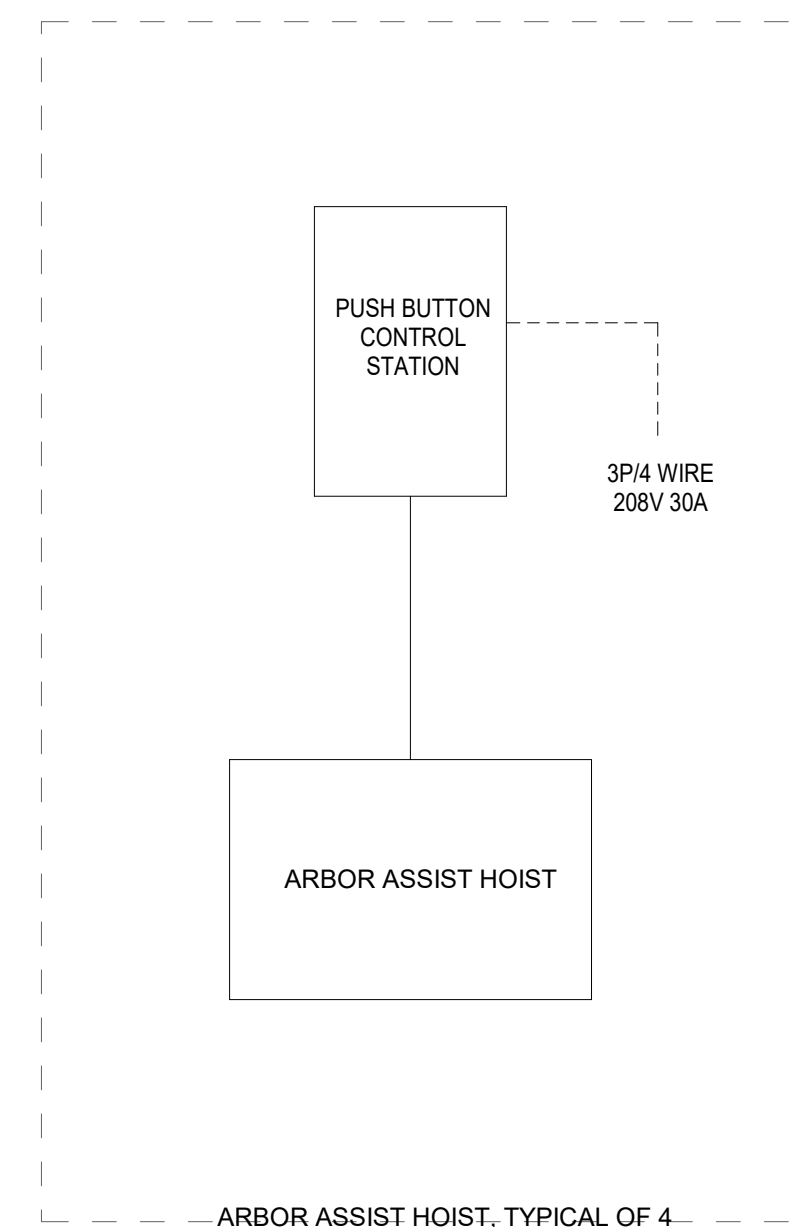 PUSH BUTTON
CONTROL
STATION
3P/4 WIRE
208V 30A
ARBOR ASSIST HOIST
ARBOR ASSIST HOIST, TYPICAL OF 4